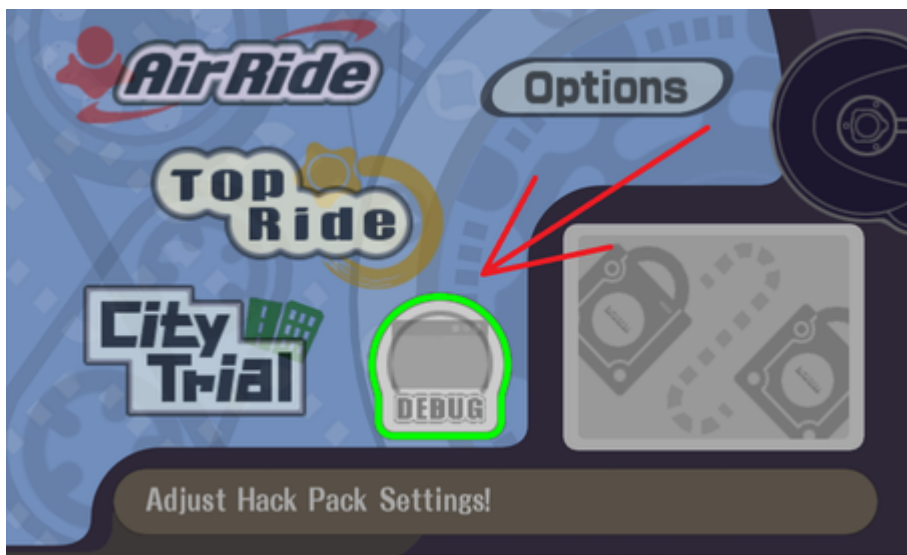 AirRide
Options
TOP
Ride
City
Trial
DEBUG
Adjust Hack Pack Settings!